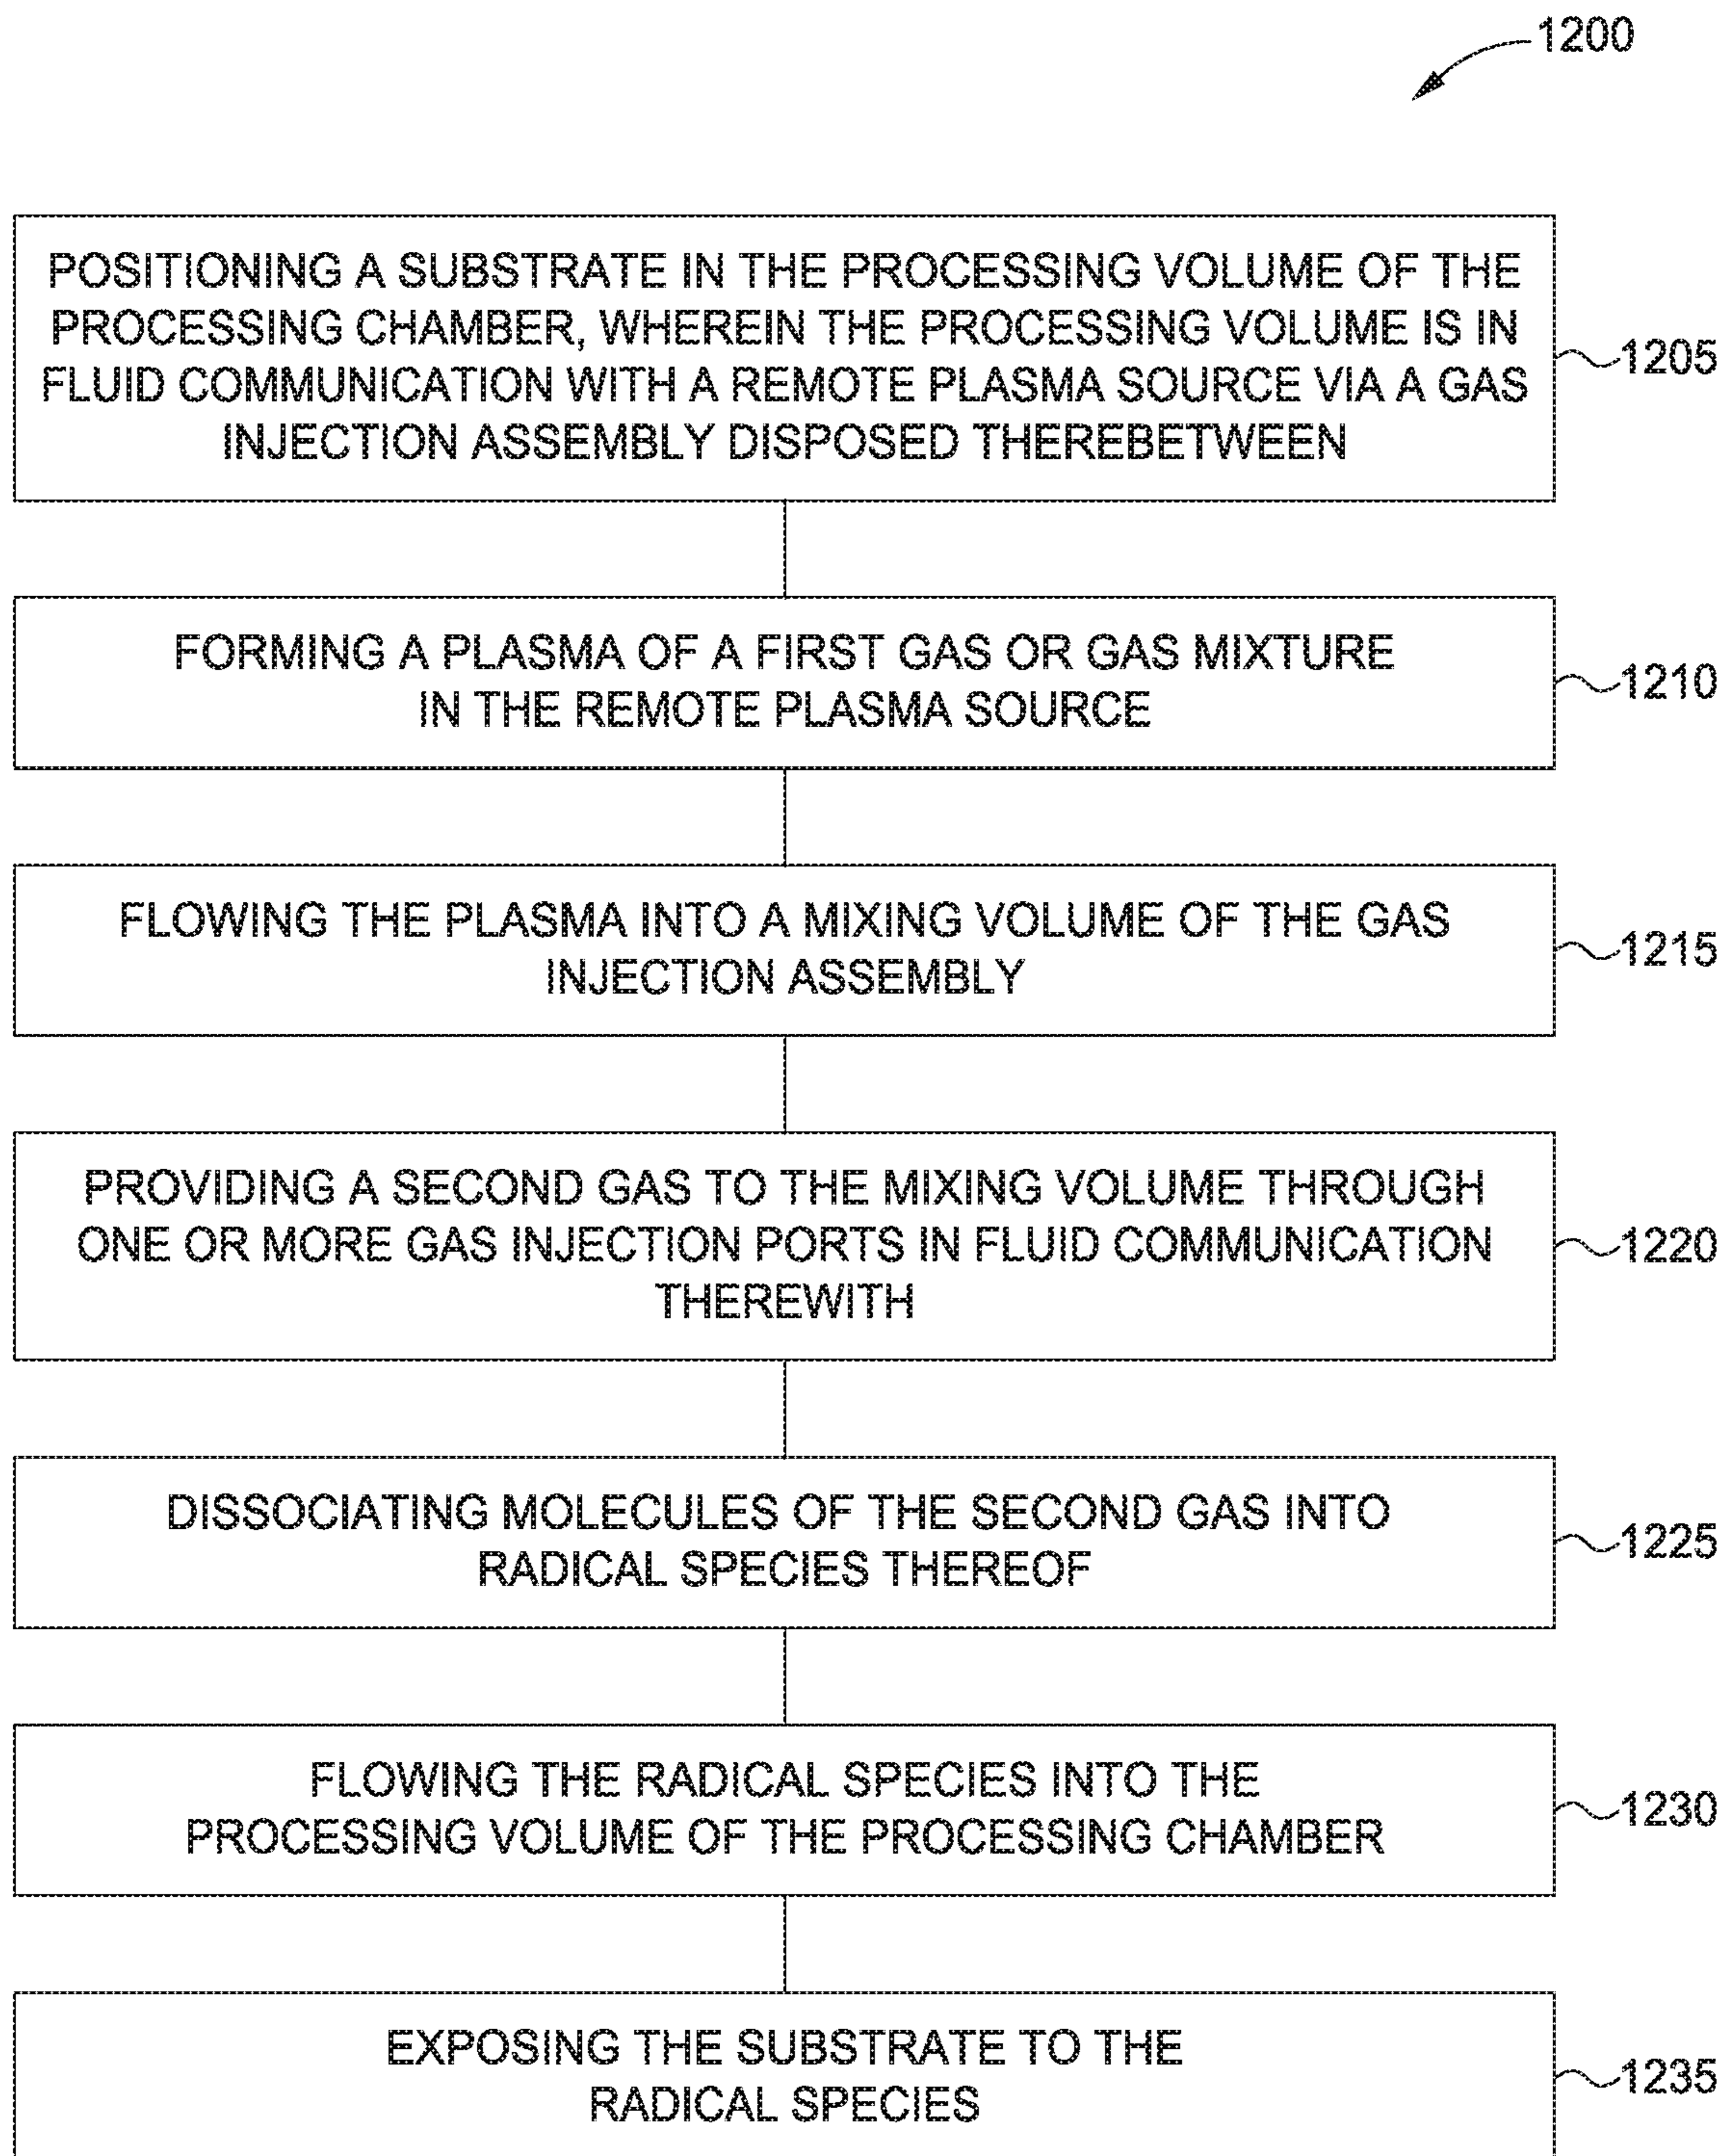 1200
POSITIONING A SUBSTRATE IN THE PROCESSING VOLUME OF THE
PROCESSING CHAMBER, WHEREIN THE PROCESSING VOLUME IS IN
FLUID COMMUNICATION WITH A REMOTE PLASMA SOURCE VIA A GAS
INJECTION ASSEMBLY DISPOSED THEREBETWEEN
1205
FORMING A PLASMA OF A FIRST GAS OR GAS MIXTURE
IN THE REMOTE PLASMA SOURCE
1210
FLOWING THE PLASMA INTO A MIXING VOLUME OF THE GAS
INJECTION ASSEMBLY
1215
PROVIDING A SECOND GAS TO THE MIXING VOLUME THROUGH
ONE OR MORE GAS INJECTION PORTS IN FLUID COMMUNICATION
THEREWITH
1220
DISSOCIATING MOLECULES OF THE SECOND GAS INTO
RADICAL SPECIES THEREOF
1225
FLOWING THE RADICAL SPECIES INTO THE
PROCESSING VOLUME OF THE PROCESSING CHAMBER
1230
EXPOSING THE SUBSTRATE TO THE
RADICAL SPECIES
1235